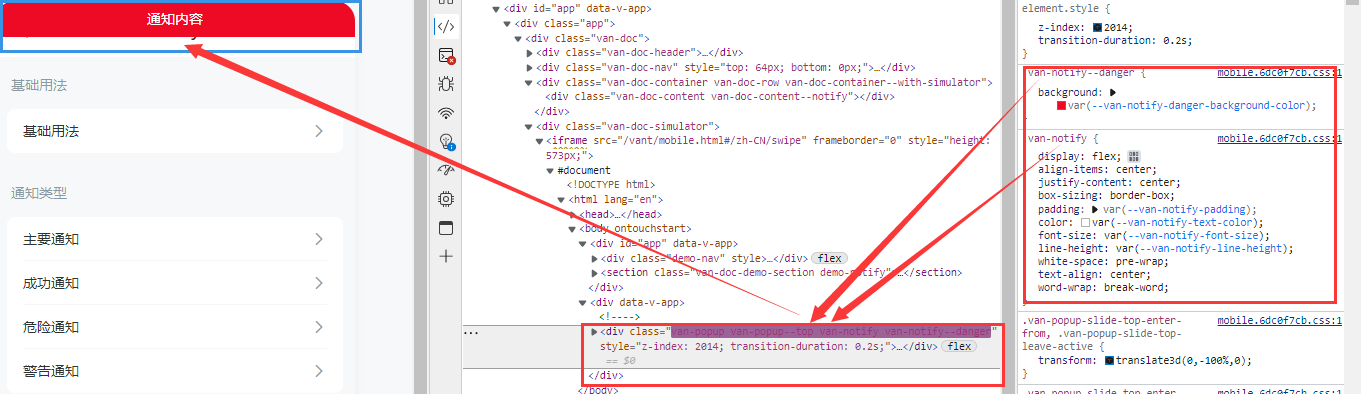 通知内容
基础用法
基础用法
通知类型
主要通知
成功通知
危险通知
警告通知
<div id="app" data-v-app>
<div class="app">
<div class="van-doc">
<div class="van-doc-header">…</div>
<div class="van-doc-nav" style="top: 64px; bottom: 0px;">…</div>
<div class="van-doc-container van-doc-row van-doc-container--with-simulator">
<div class="van-doc-content van-doc-content--notify"></div>
</div>
<div class="van-doc-simulator">
<iframe src="/vant/mobile.html#/zh-CN/swipe" frameborder="0" style="height:
573px;">
#document
<!DOCTYPE html>
<html lang="en">
<head>…</head>
<body ontouchstart>
<div id="app" data-v-app>
<div class="demo-nav" style>…</div> flex
<section class="van-doc-demo-section demo-notify">…</section>
</div>
<div data-v-app>
<!---->
<div class="van-popup van-popup--top van-notify van-notify--danger"
style="z-index: 2014; transition-duration: 0.2s;">…</div> flex
== $0
</div>
</body>
element.style {
z-index: 2014;
transition-duration: 0.2s;
}
van-notify--danger { mobile.6dc0f7cb.css:1
background:
var(--van-notify-danger-background-color);
van-notify { mobile.6dc0f7cb.css:1
display: flex;
align-items: center;
justify-content: center;
box-sizing: border-box;
padding: var(--van-notify-padding);
color: var(--van-notify-text-color);
font-size: var(--van-notify-font-size);
line-height: var(--van-notify-line-height);
white-space: pre-wrap;
text-align: center;
word-wrap: break-word;
}
.van-popup-slide-top-enter- mobile.6dc0f7cb.css:1
from, .van-popup-slide-top-
leave-active {
transform: translate3d(0,-100%,0);
}